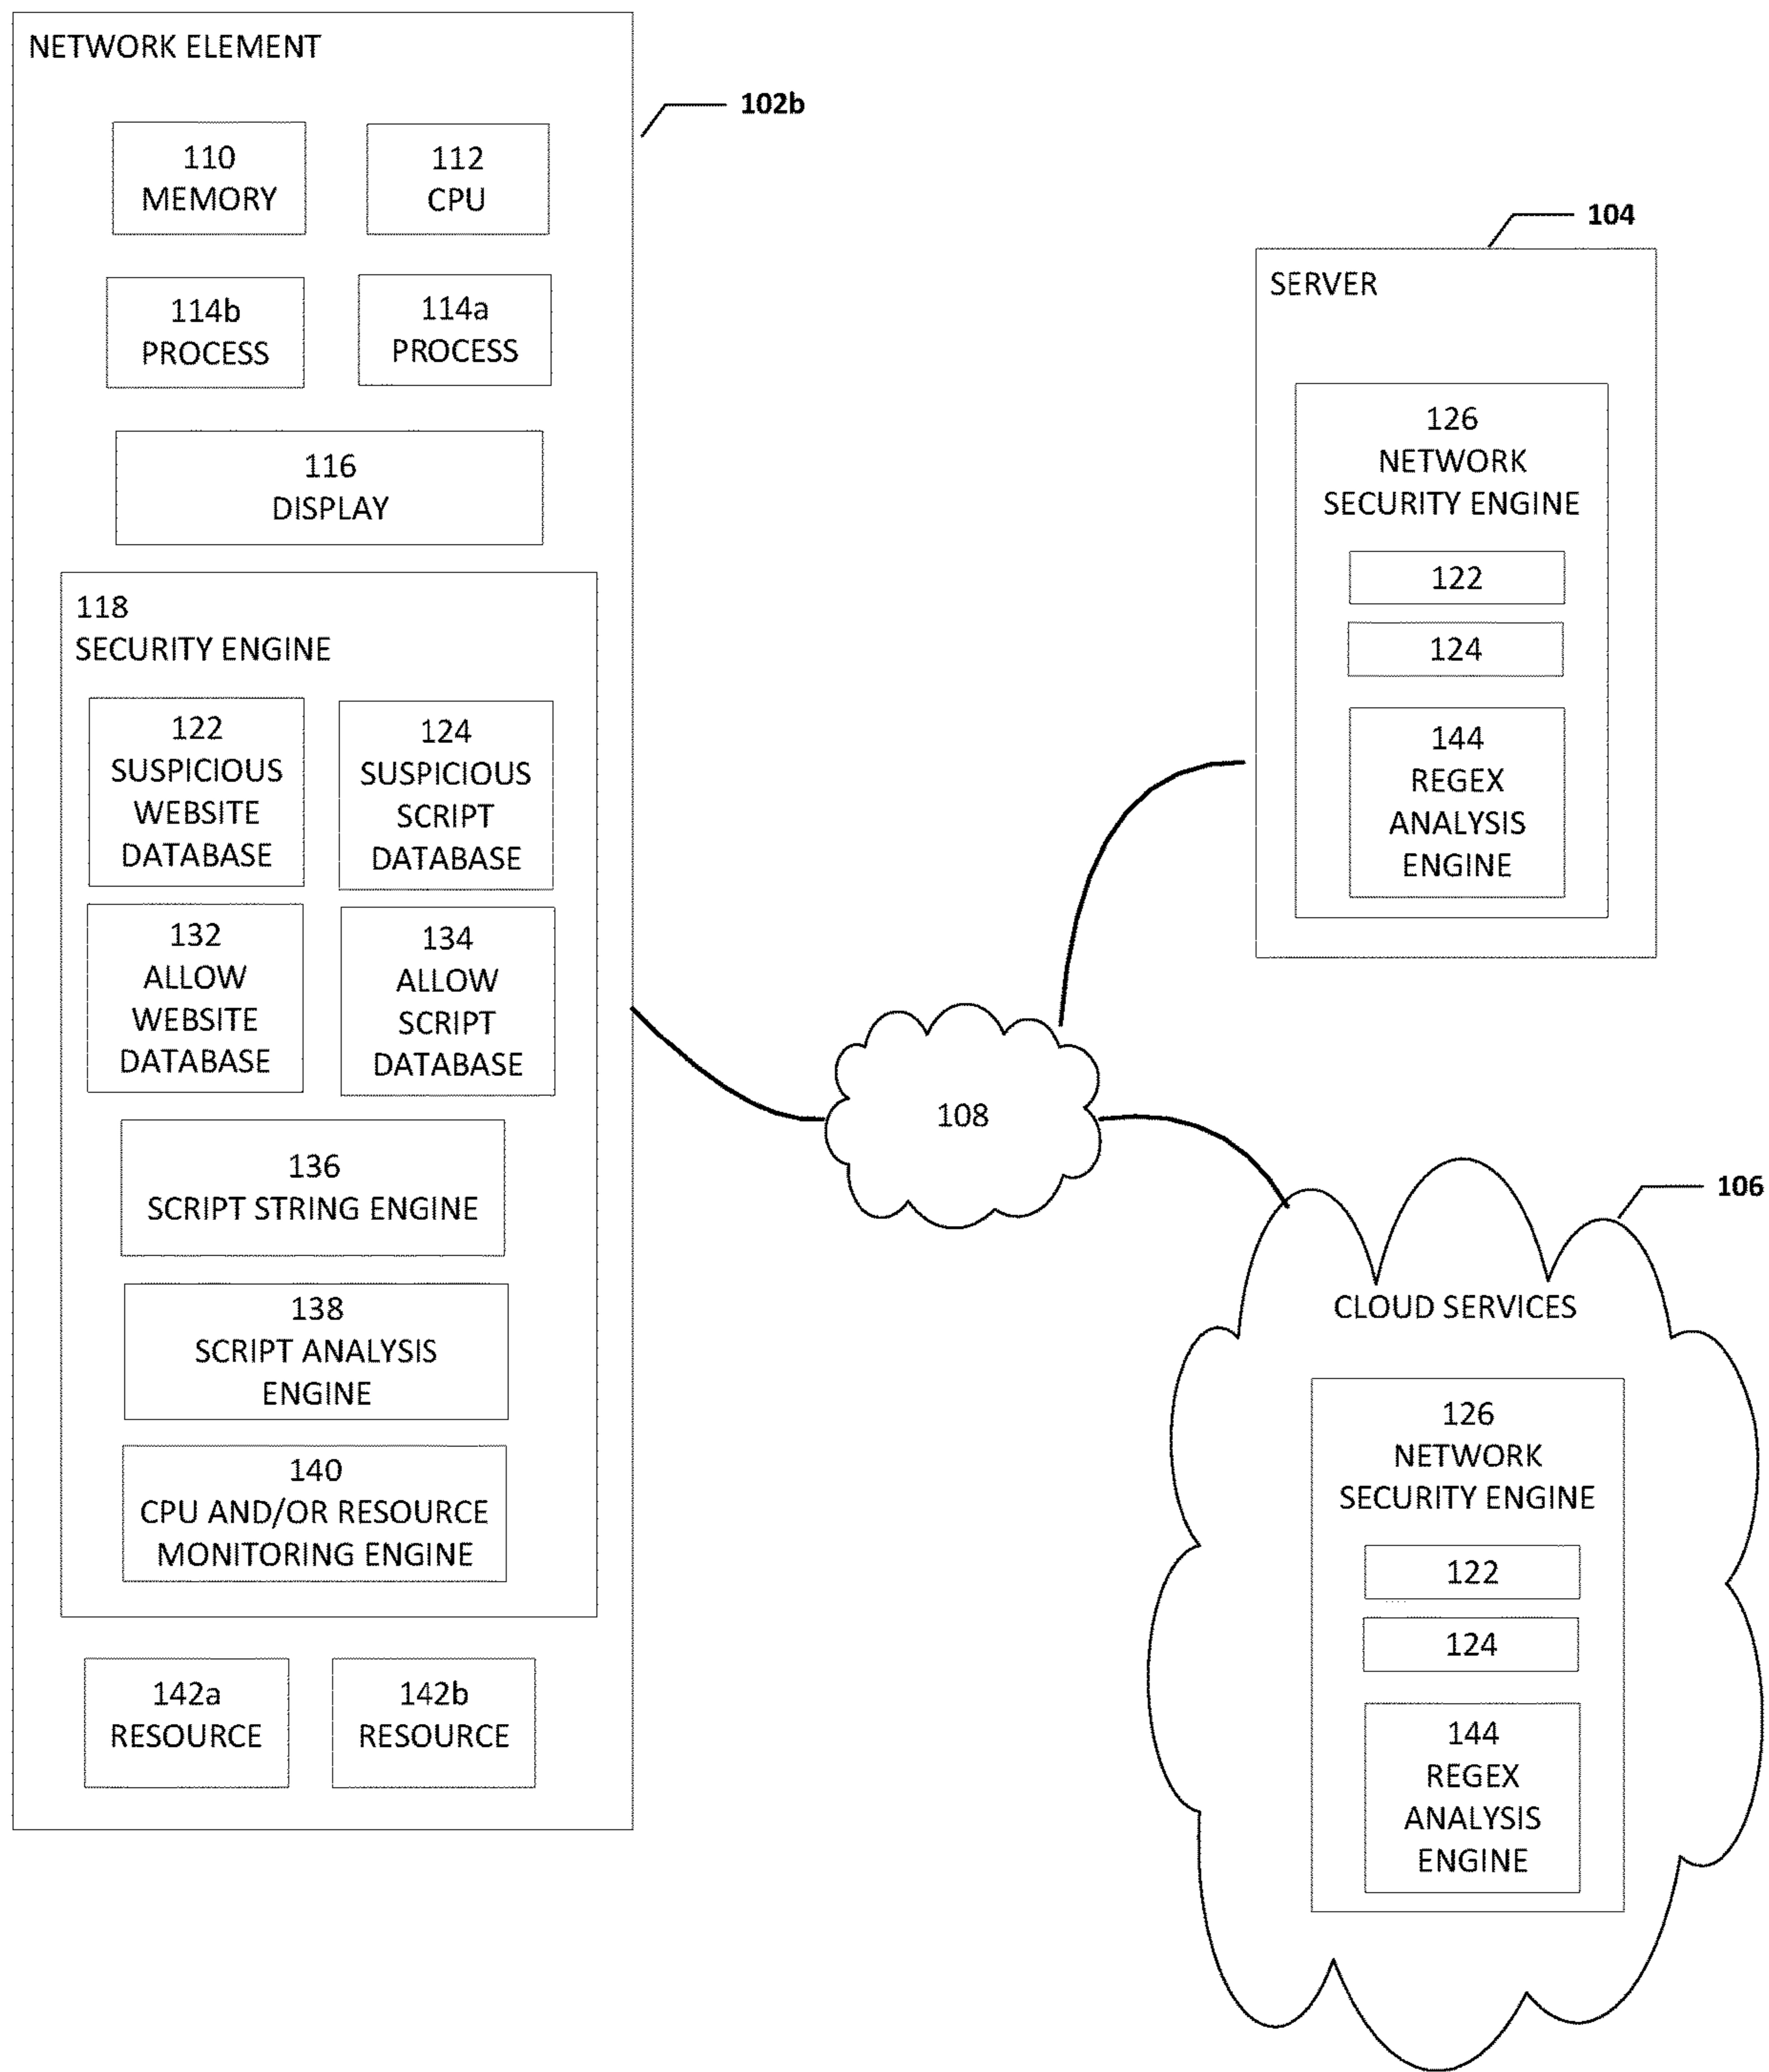 NETWORK ELEMENT
102b
110
MEMORY
112
CPU
114b
PROCESS
114a
PROCESS
116
DISPLAY
118
SECURITY ENGINE
122
SUSPICIOUS
WEBSITE
DATABASE
124
SUSPICIOUS
SCRIPT
DATABASE
132
ALLOW
WEBSITE
DATABASE
134
ALLOW
SCRIPT
DATABASE
136
SCRIPT STRING ENGINE
138
SCRIPT ANALYSIS
ENGINE
140
CPU AND/OR RESOURCE
MONITORING ENGINE
142a
RESOURCE
142b
RESOURCE
108
104
SERVER
126
NETWORK
SECURITY ENGINE
122
124
144
REGEX
ANALYSIS
ENGINE
106
CLOUD SERVICES
126
NETWORK
SECURITY ENGINE
122
124
144
REGEX
ANALYSIS
ENGINE